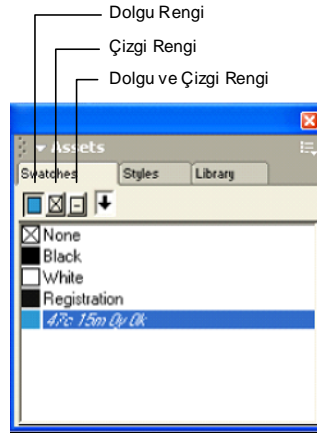 Dolgu Rengi
Çizgi Rengi
Dolgu ve Çizgi Rengi
Assets
Swatches Styles Library
None
Black
White
Registration
47c 15m 0y 0k